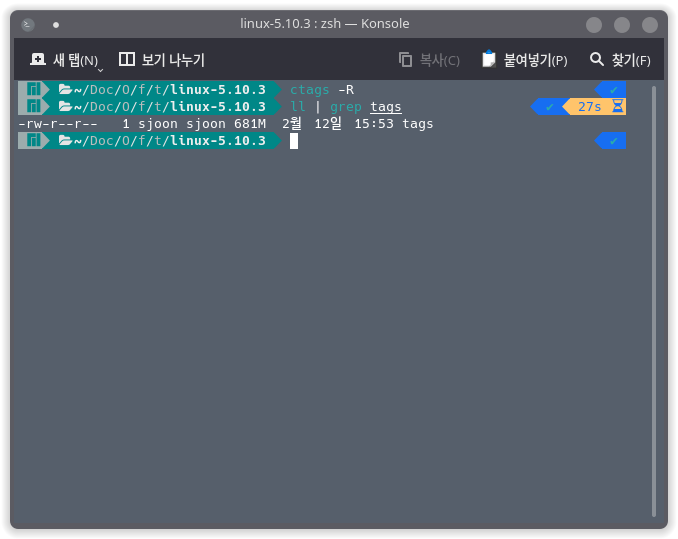 linux-5.10.3 : zsh — Konsole
새 탭(N) 보기 나누기 복사(C) 붙여넣기(P) 찾기(F)
~/Doc/O/f/t/linux-5.10.3 ctags -R ✓
~/Doc/O/f/t/linux-5.10.3 ll | grep tags ✓ 27s
-rw-r--r-- 1 sjoon sjoon 681M 2월 12일 15:53 tags
~/Doc/O/f/t/linux-5.10.3 ✓